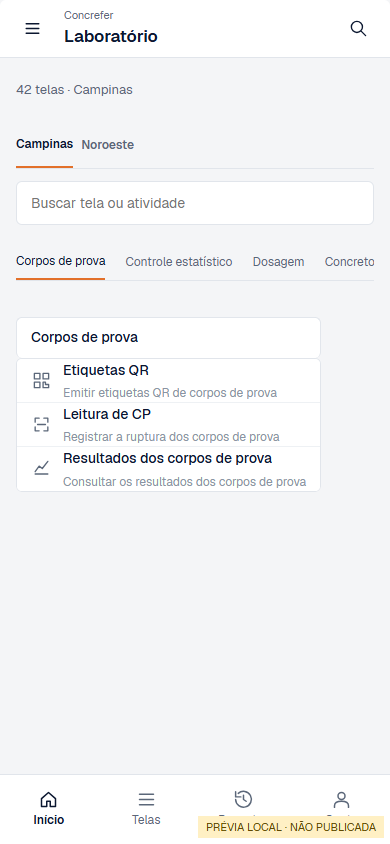 Concrefer
Laboratório
42 telas · Campinas
Campinas Noroeste
Buscar tela ou atividade
Corpos de prova Controle estatístico Dosagem Concreto
Corpos de prova
Etiquetas QR
Emitir etiquetas QR de corpos de prova
Leitura de CP
Registrar a ruptura dos corpos de prova
Resultados dos corpos de prova
Consultar os resultados dos corpos de prova
Início Telas
PRÉVIA LOCAL · NÃO PUBLICADA